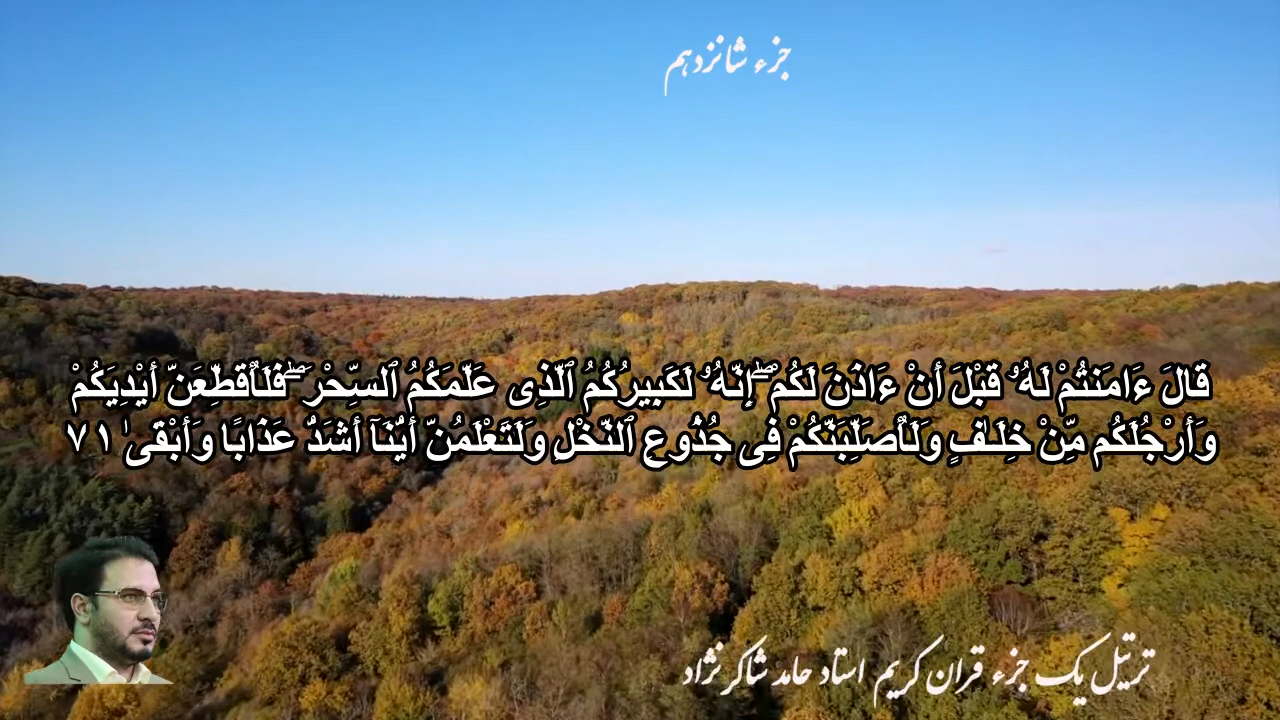 جزء شانزدهم
قَالَ ءَامَنتُمْ لَهُۥ قَبْلَ أَنْ ءَاذَنَ لَكُمْ ۖ إِنَّهُۥ لَكَبِيرُكُمُ ٱلَّذِى عَلَّمَكُمُ ٱلسِّحْرَ ۖ فَلَأُقَطِّعَنَّ أَيْدِيَكُمْ
وَأَرْجُلَكُم مِّنْ خِلَـٰفٍ وَلَأُصَلِّبَنَّكُمْ فِى جُذُوعِ ٱلنَّخْلِ وَلَتَعْلَمُنَّ أَيُّنَآ أَشَدُّ عَذَابًا وَأَبْقَىٰ ٧١
ترتیل یک جزء قران کریم استاد حامد شاکرنژاد